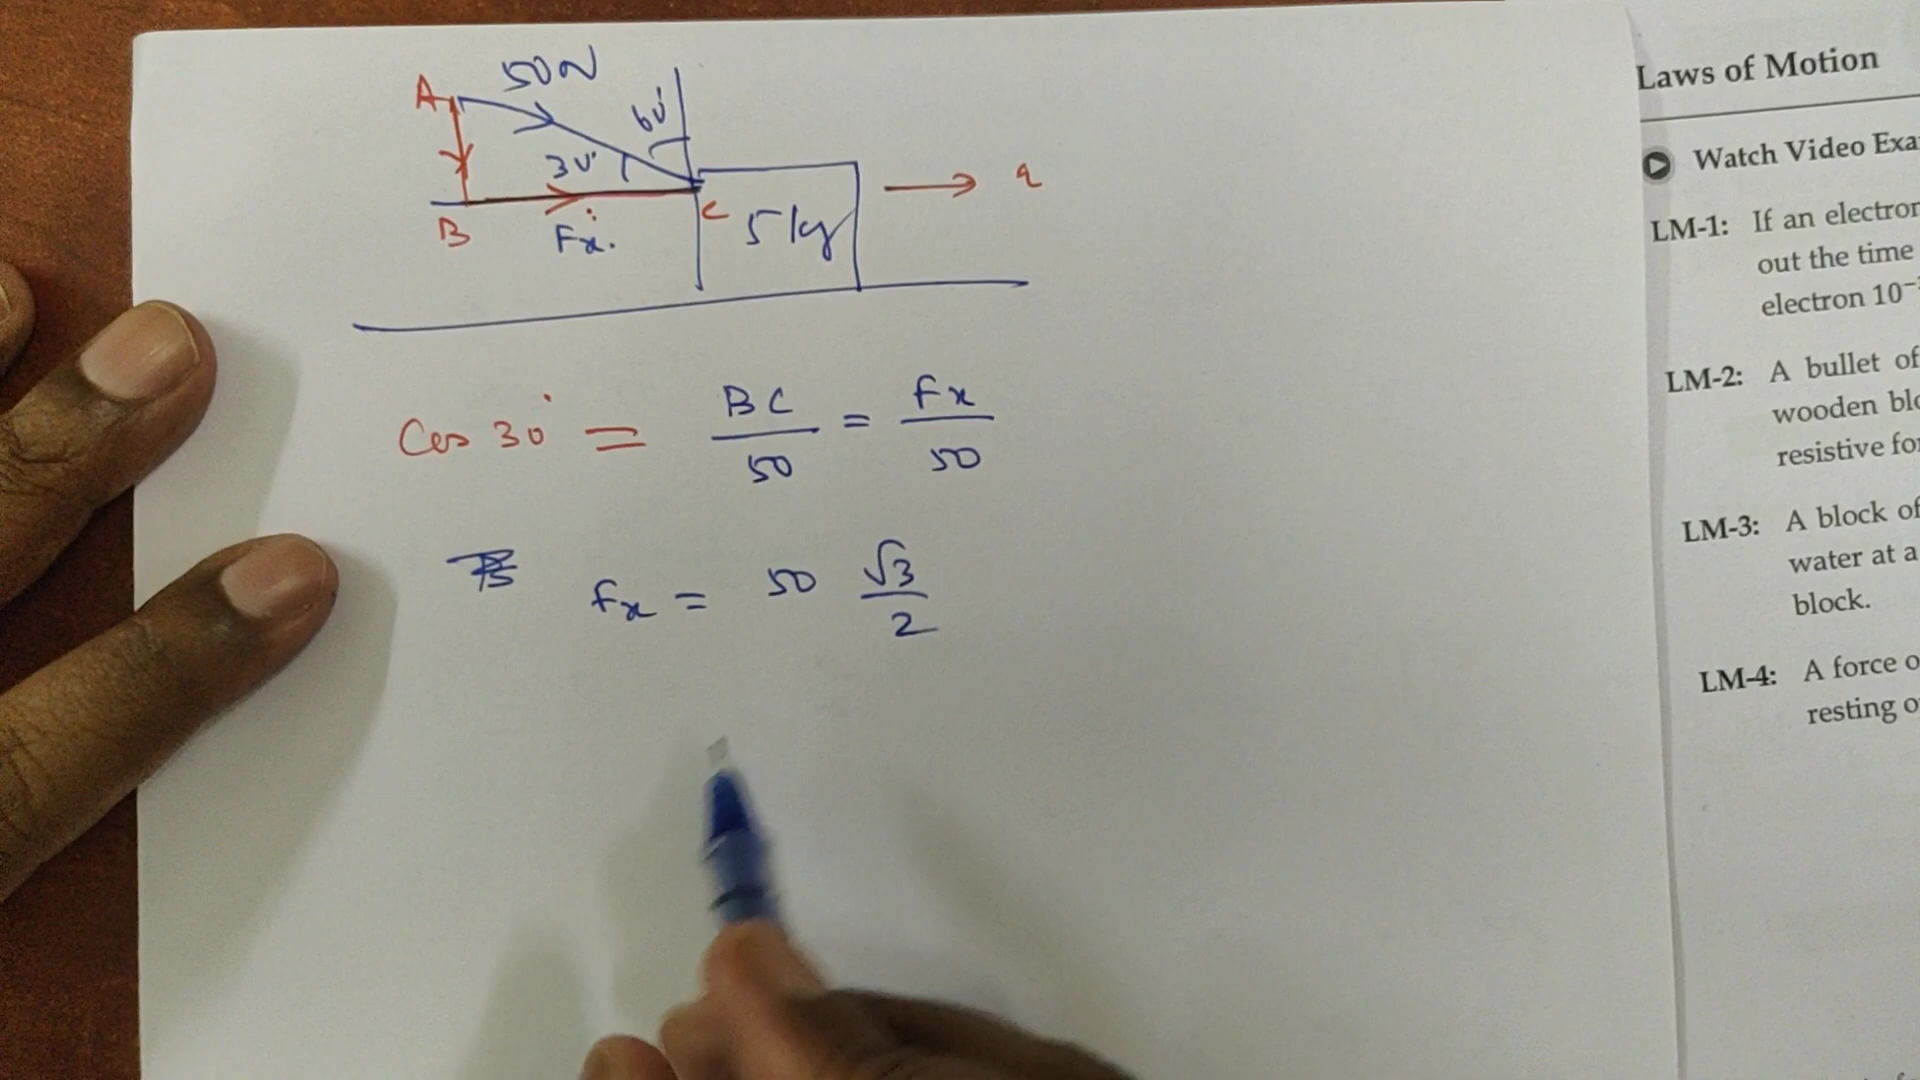 A 50N
60°
30°
B Fx. C 5kg a
Cos 30° = BC/50 = Fx/50
Fx = 50 √3/2
Laws of Motion
Watch Video Exa
LM-1: If an electron
out the time
electron 10⁻
LM-2: A bullet of
wooden blo
resistive for
LM-3: A block of
water at a
block.
LM-4: A force o
resting o